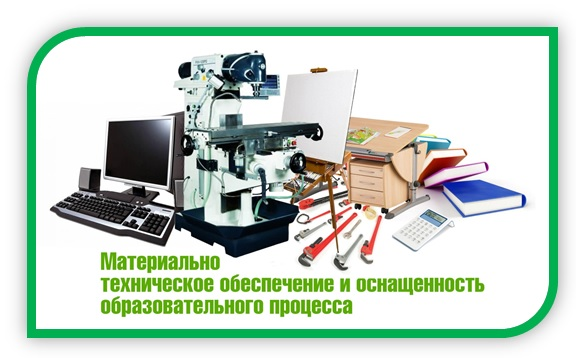 Материально
техническое обеспечение и оснащенность
образовательного процесса